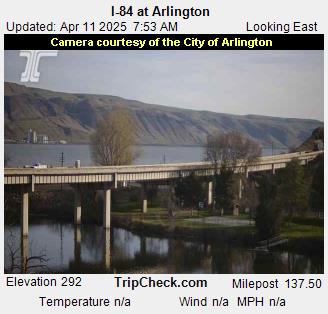 I-84 at Arlington
Updated: Apr 11 2025 7:53 AM Looking East
Camera courtesy of the City of Arlington
Elevation 292 TripCheck.com Milepost 137.50
Temperature n/a Wind n/a MPH n/a